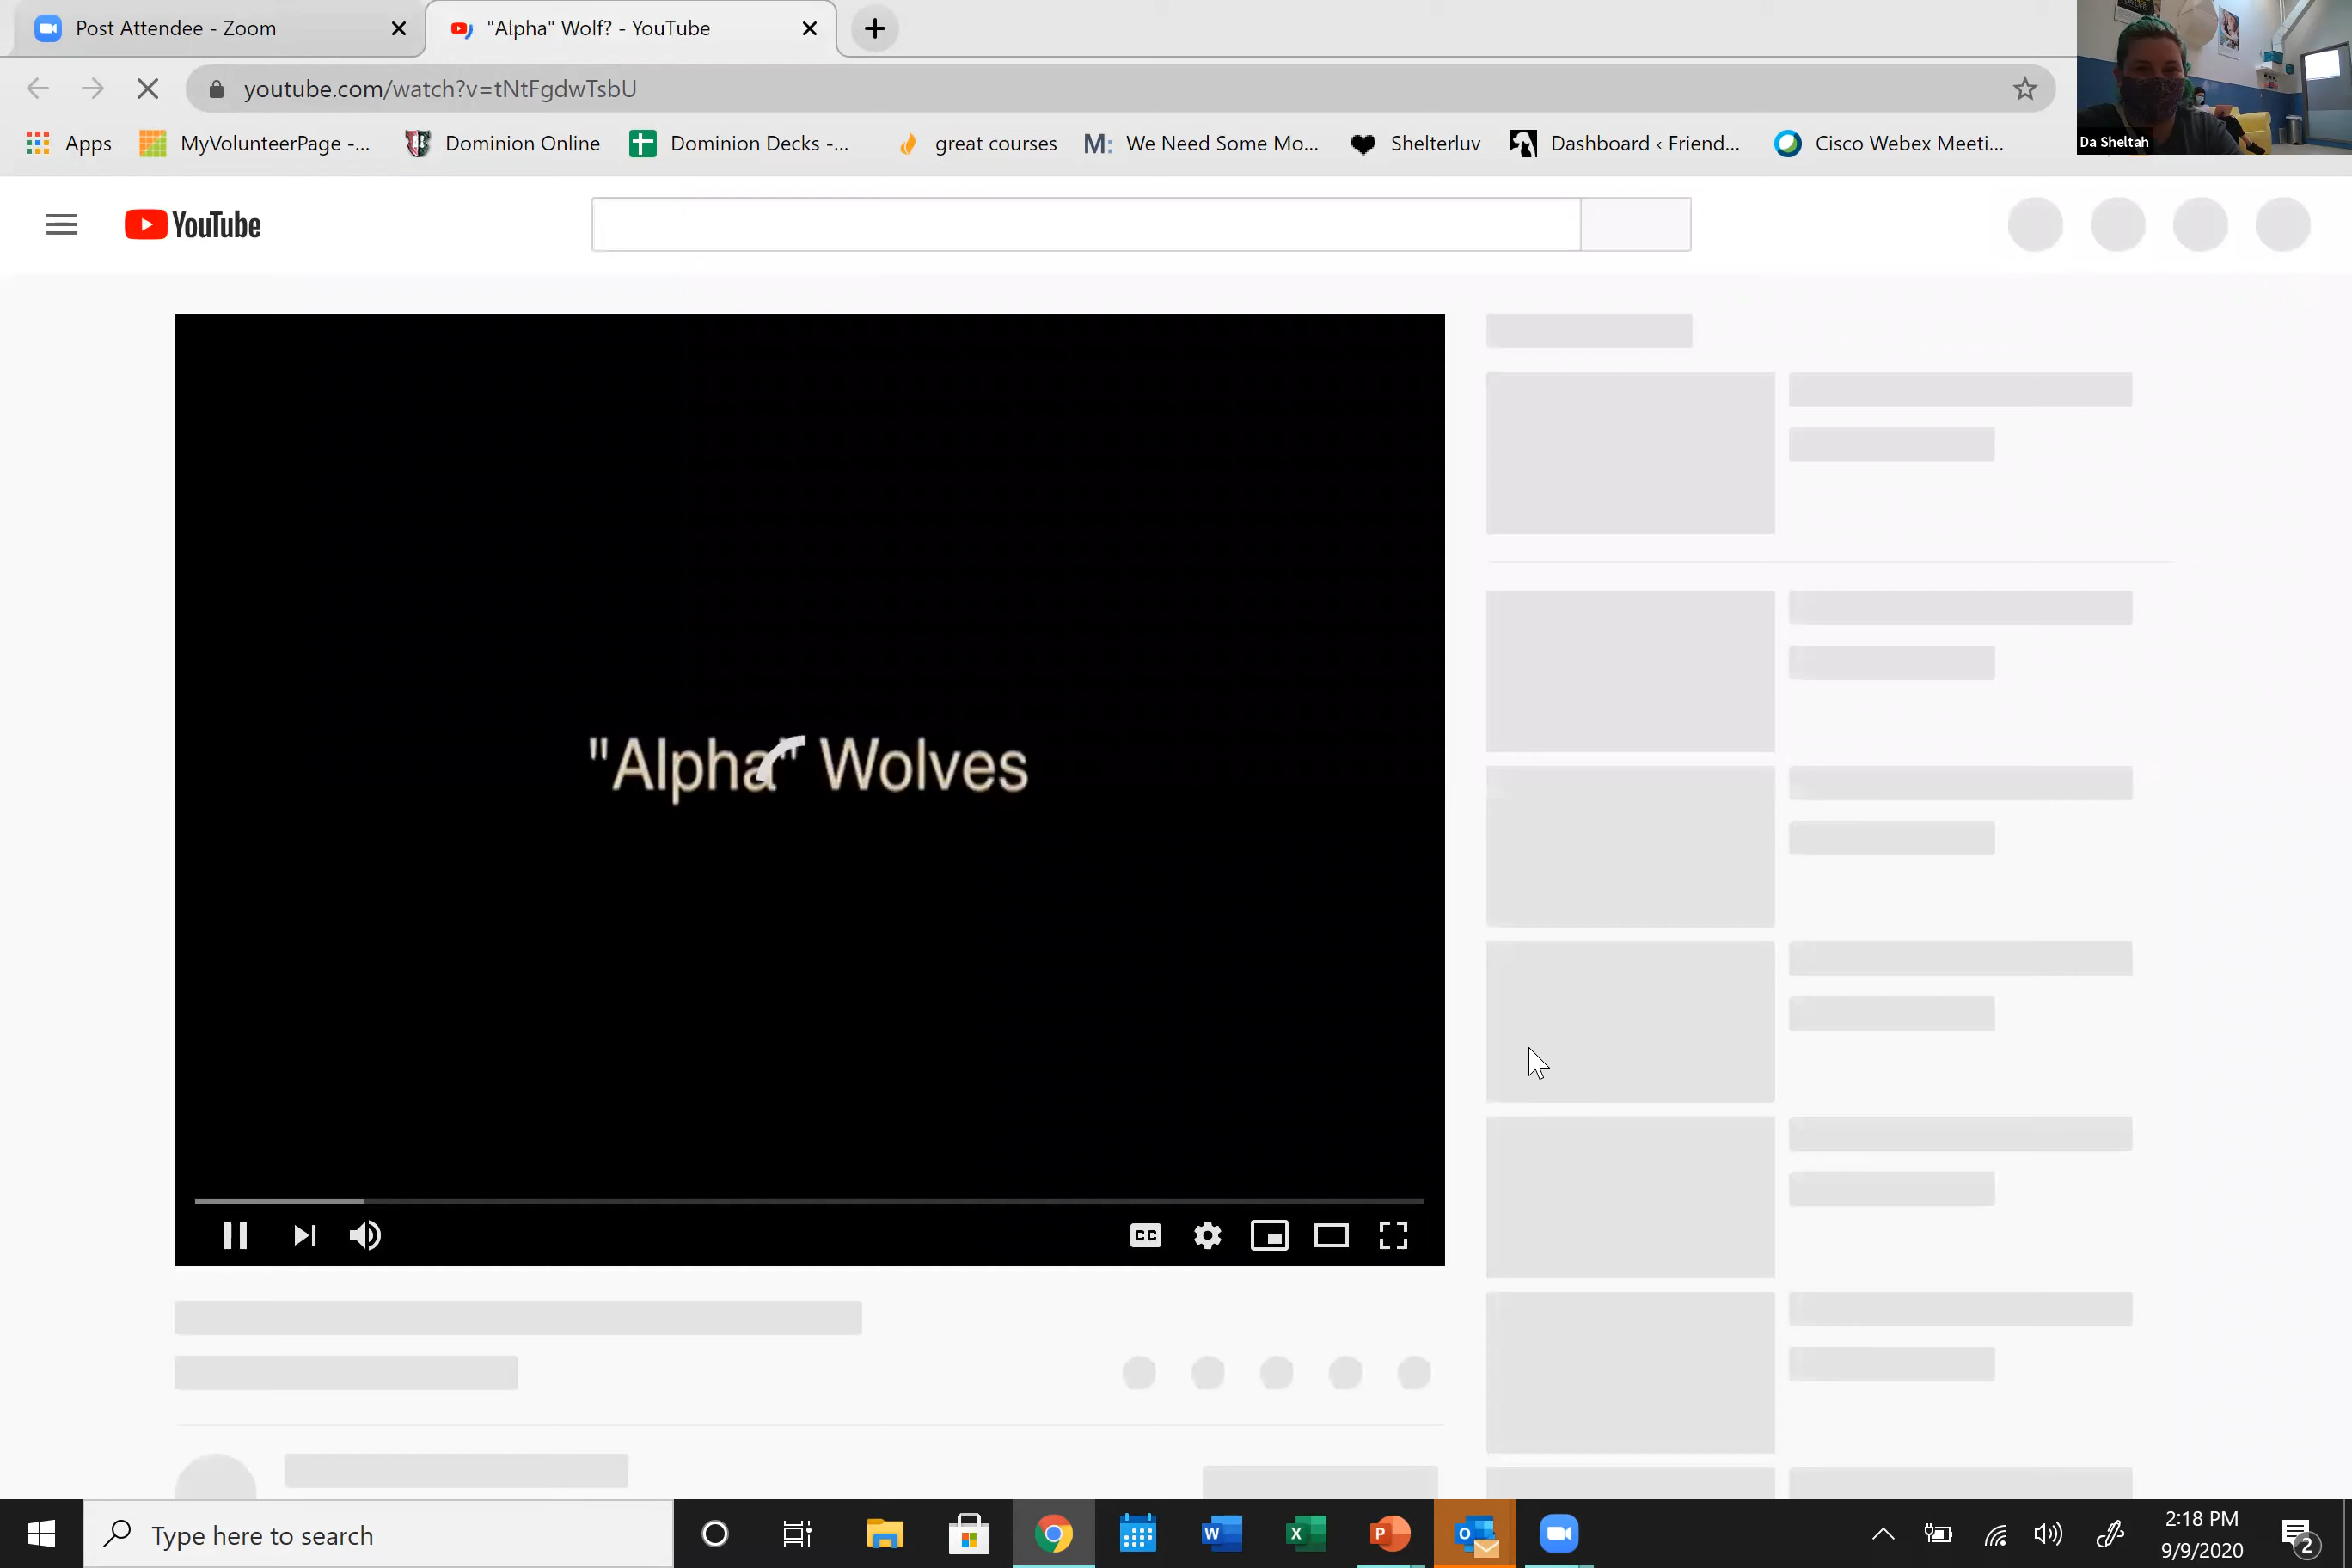 Post Attendee - Zoom
"Alpha" Wolf? - YouTube
youtube.com/watch?v=tNtFgdwTsbU
Apps
MyVolunteerPage -...
Dominion Online
Dominion Decks -...
great courses
M: We Need Some Mo...
Shelterluv
Dashboard ‹ Friend...
Cisco Webex Meeti...
Da Sheltah
YouTube
"Alpha" Wolves
CC
Type here to search
W
X
P
O
2:18 PM
9/9/2020
2